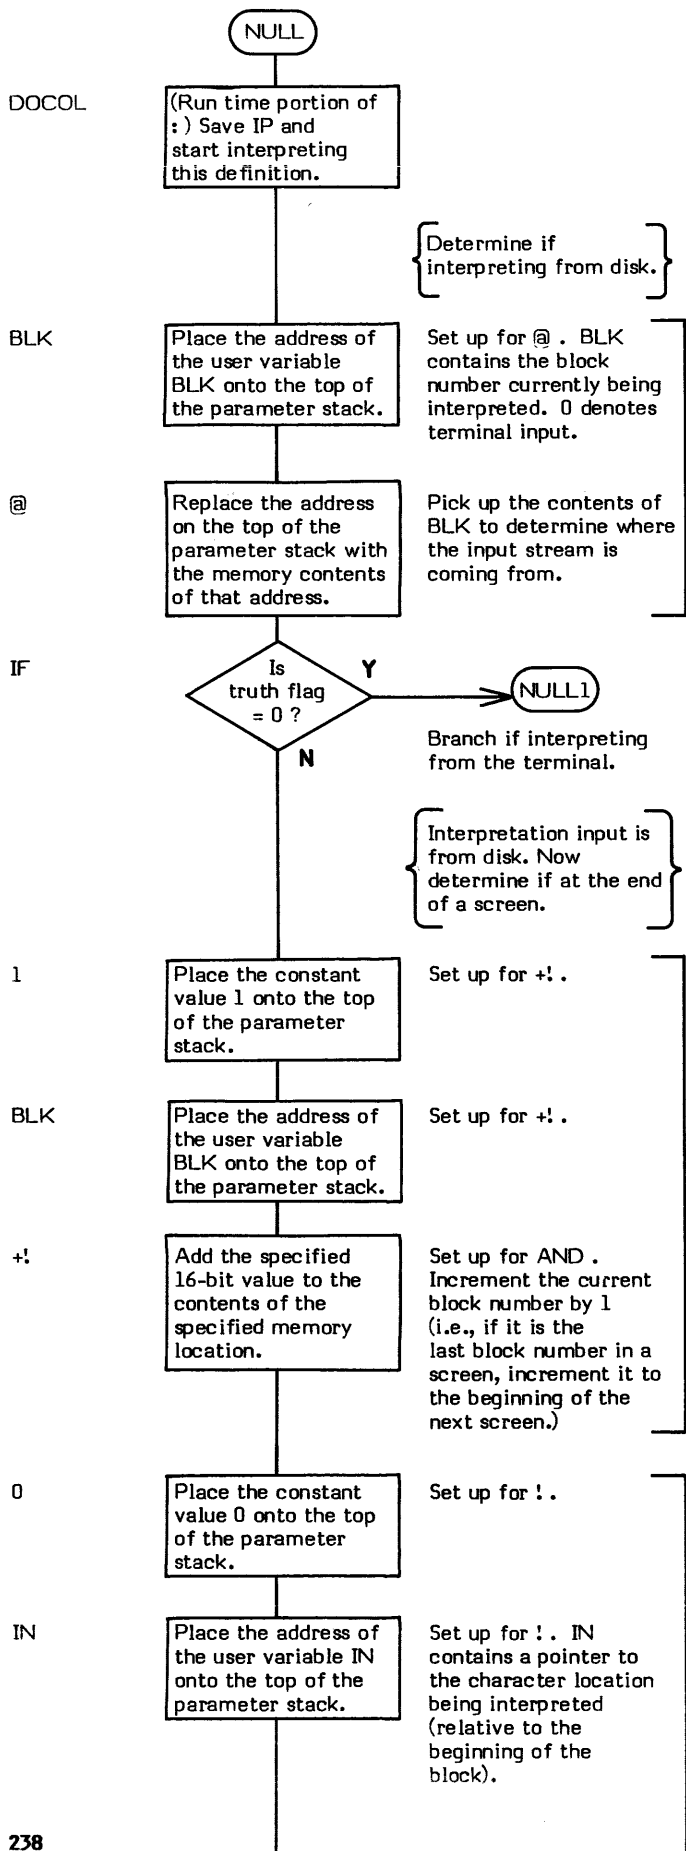 NULL
DOCOL
(Run time portion of
: ) Save IP and
start interpreting
this definition.
Determine if
interpreting from disk.
BLK
Place the address of
the user variable
BLK onto the top of
the parameter stack.
Set up for @ . BLK
contains the block
number currently being
interpreted. 0 denotes
terminal input.
@
Replace the address
on the top of the
parameter stack with
the memory contents
of that address.
Pick up the contents of
BLK to determine where
the input stream is
coming from.
IF
Is
truth flag
= 0 ?
Y
NULL1
N
Branch if interpreting
from the terminal.
Interpretation input is
from disk. Now
determine if at the end
of a screen.
1
Place the constant
value 1 onto the top
of the parameter
stack.
Set up for +! .
BLK
Place the address of
the user variable
BLK onto the top of
the parameter stack.
Set up for +! .
+!
Add the specified
16-bit value to the
contents of the
specified memory
location.
Set up for AND .
Increment the current
block number by 1
(i.e., if it is the
last block number in a
screen, increment it to
the beginning of the
next screen.)
0
Place the constant
value 0 onto the top
of the parameter
stack.
Set up for ! .
IN
Place the address of
the user variable IN
onto the top of the
parameter stack.
Set up for ! . IN
contains a pointer to
the character location
being interpreted
(relative to the
beginning of the
block).
238